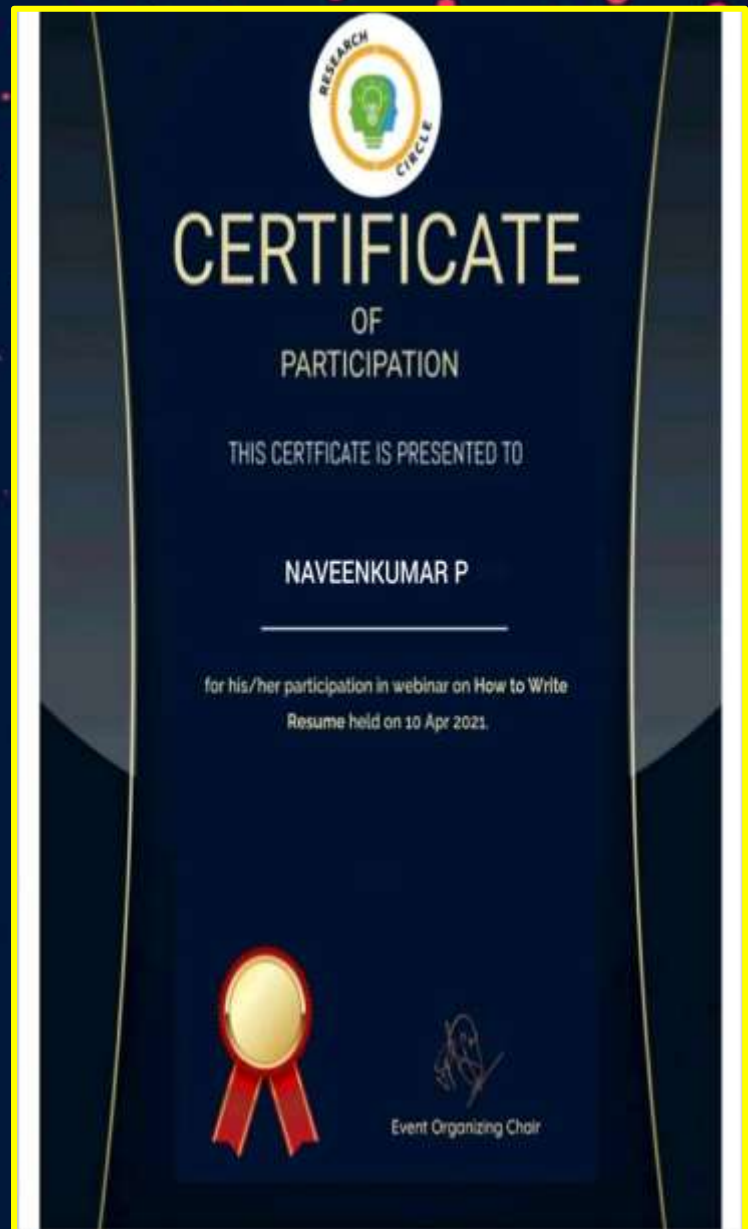 RESEARCH
CIRCLE
CERTIFICATE
OF
PARTICIPATION
THIS CERTFICATE IS PRESENTED TO
NAVEENKUMAR P
for his/her participation in webinar on How to Write
Resume held on 10 Apr 2021.
Event Organizing Chair